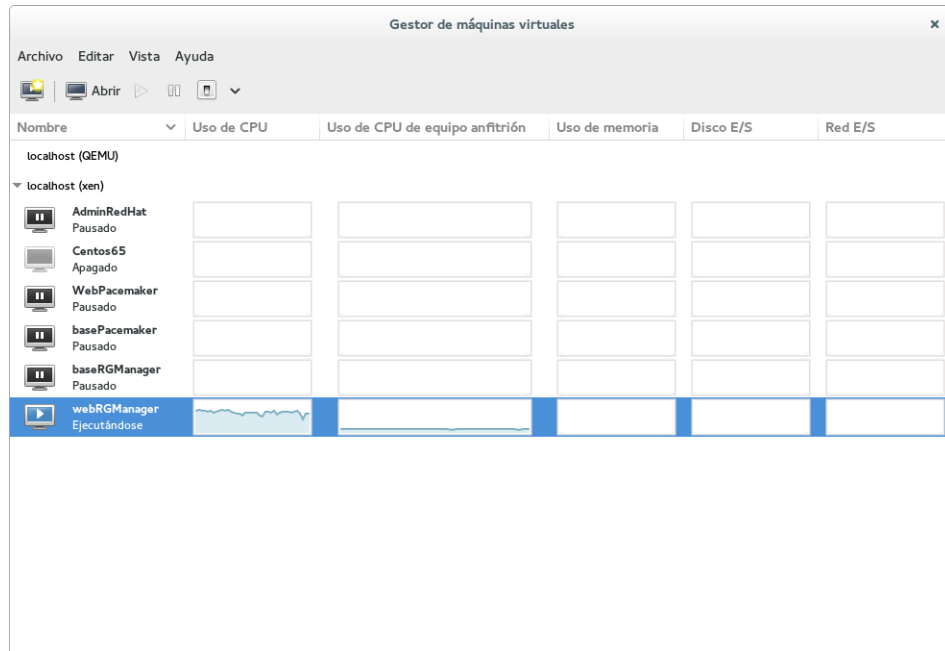 Gestor de máquinas virtuales
Archivo Editar Vista Ayuda
Abrir
Nombre Uso de CPU Uso de CPU de equipo anfitrión Uso de memoria Disco E/S Red E/S
localhost (QEMU)
localhost (xen)
AdminRedHat
Pausado
Centos65
Apagado
WebPacemaker
Pausado
basePacemaker
Pausado
baseRGManager
Pausado
webRGManager
Ejecutándose